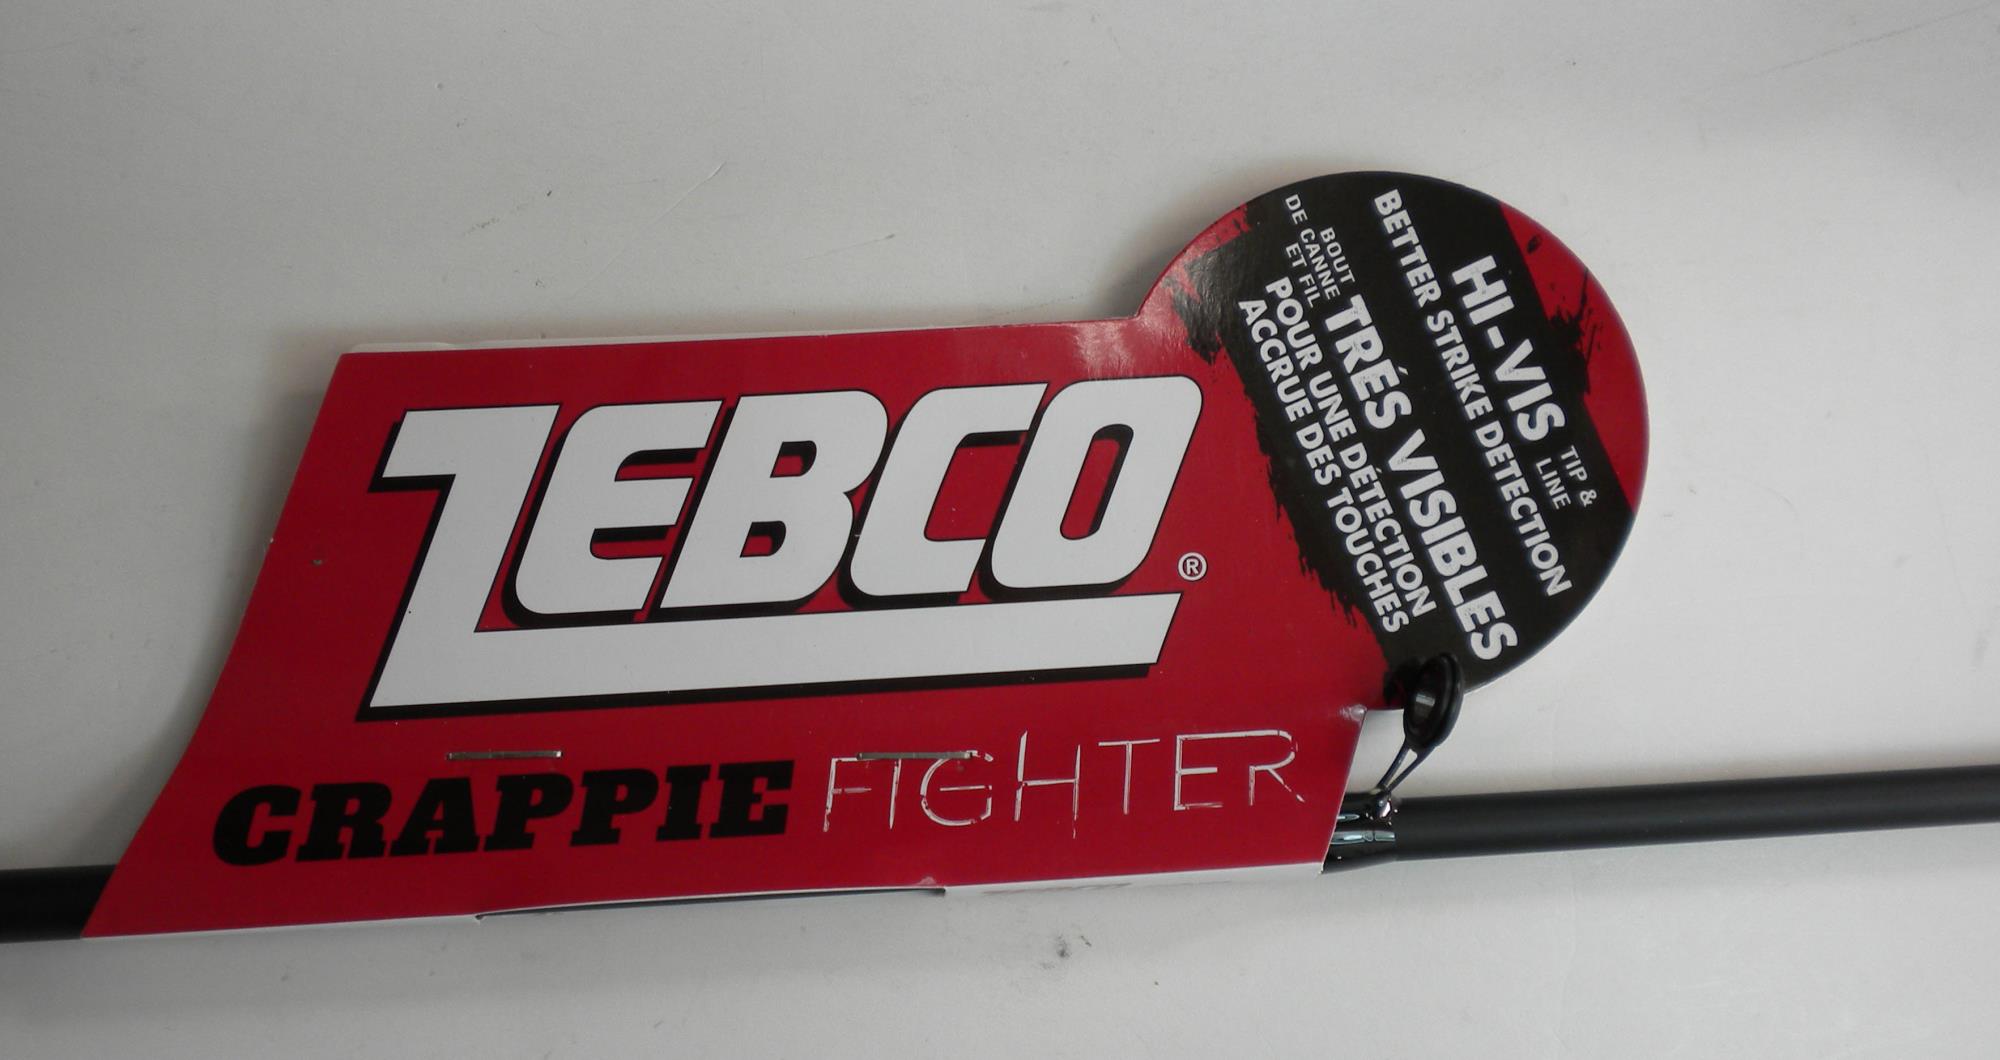 ZEBCO®
CRAPPIE FIGHTER
HI-VIS TIP & LINE
BETTER STRIKE DETECTION
BOUT DE CANNE ET FIL TRÉS VISIBLES
POUR UNE DÉTECTION
ACCRUE DES TOUCHES